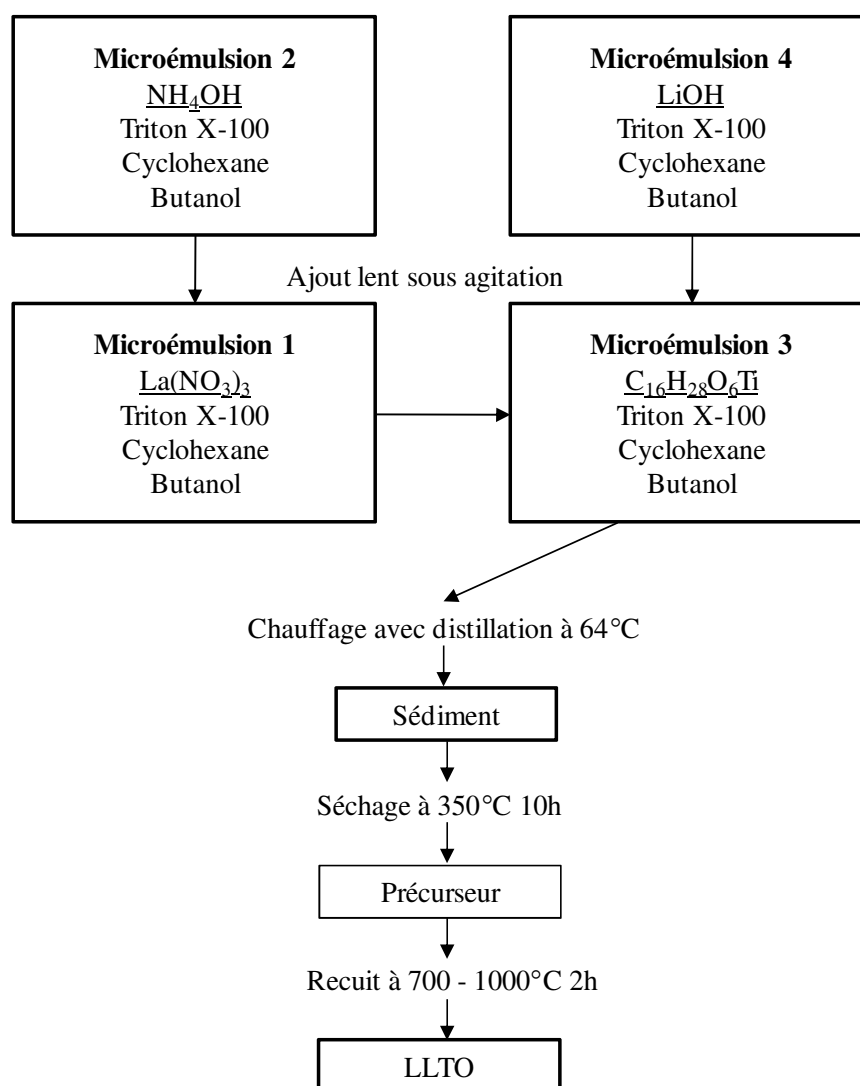 Microémulsion 2
NH4OH
Triton X-100
Cyclohexane
Butanol
Microémulsion 4
LiOH
Triton X-100
Cyclohexane
Butanol
Ajout lent sous agitation
Microémulsion 1
La(NO3)3
Triton X-100
Cyclohexane
Butanol
Microémulsion 3
C16H28O6Ti
Triton X-100
Cyclohexane
Butanol
Chauffage avec distillation à 64°C
Sédiment
Séchage à 350°C 10h
Précurseur
Recuit à 700 - 1000°C 2h
LLTO